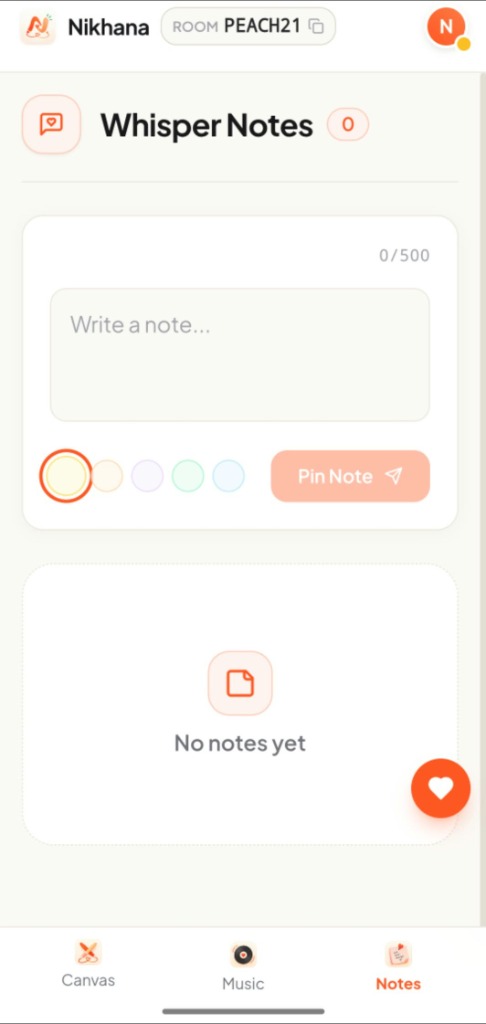 Nikhana ROOM PEACH21 N
Whisper Notes 0
0/500
Write a note...
Pin Note
No notes yet
Canvas Music Notes